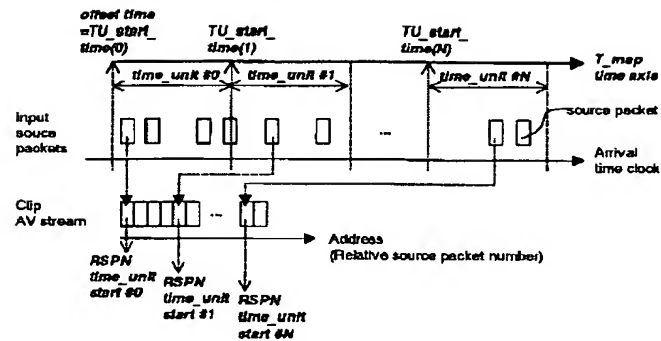 offset time
=TU_start_
time(0)
TU_start_
time(1)
TU_start_
time(N)
T_map
time axis
time_unit #0
time_unit #1
time_unit #N
source packet
Input
souce
packets
...
Arrival
time clock
Clip
AV stream
...
Address
(Relative source packet number)
RSPN
time_unit
start #0
RSPN
time_unit
start #1
RSPN
time_unit
start #N